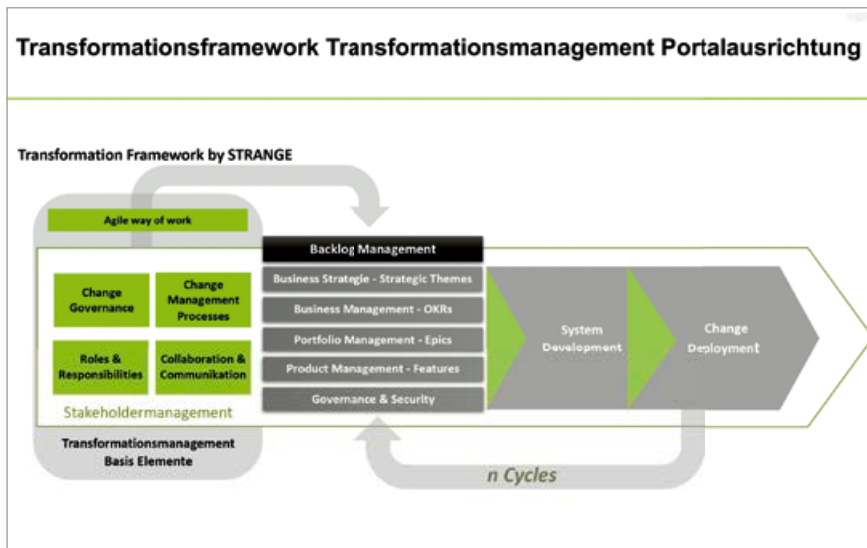 Transformationsframework Transformationsmanagement Portalausrichtung
Transformation Framework by STRANGE
Agile way of work
Backlog Management
Change
Governance
Change
Management
Processes
Roles &
Responsibilities
Collaboration &
Communikation
Stakeholdermanagement
Transformationsmanagement
Basis Elemente
Business Strategie - Strategic Themes
Business Management - OKRs
Portfolio Management - Epics
Product Management - Features
Governance & Security
System
Development
Change
Deployment
n Cycles